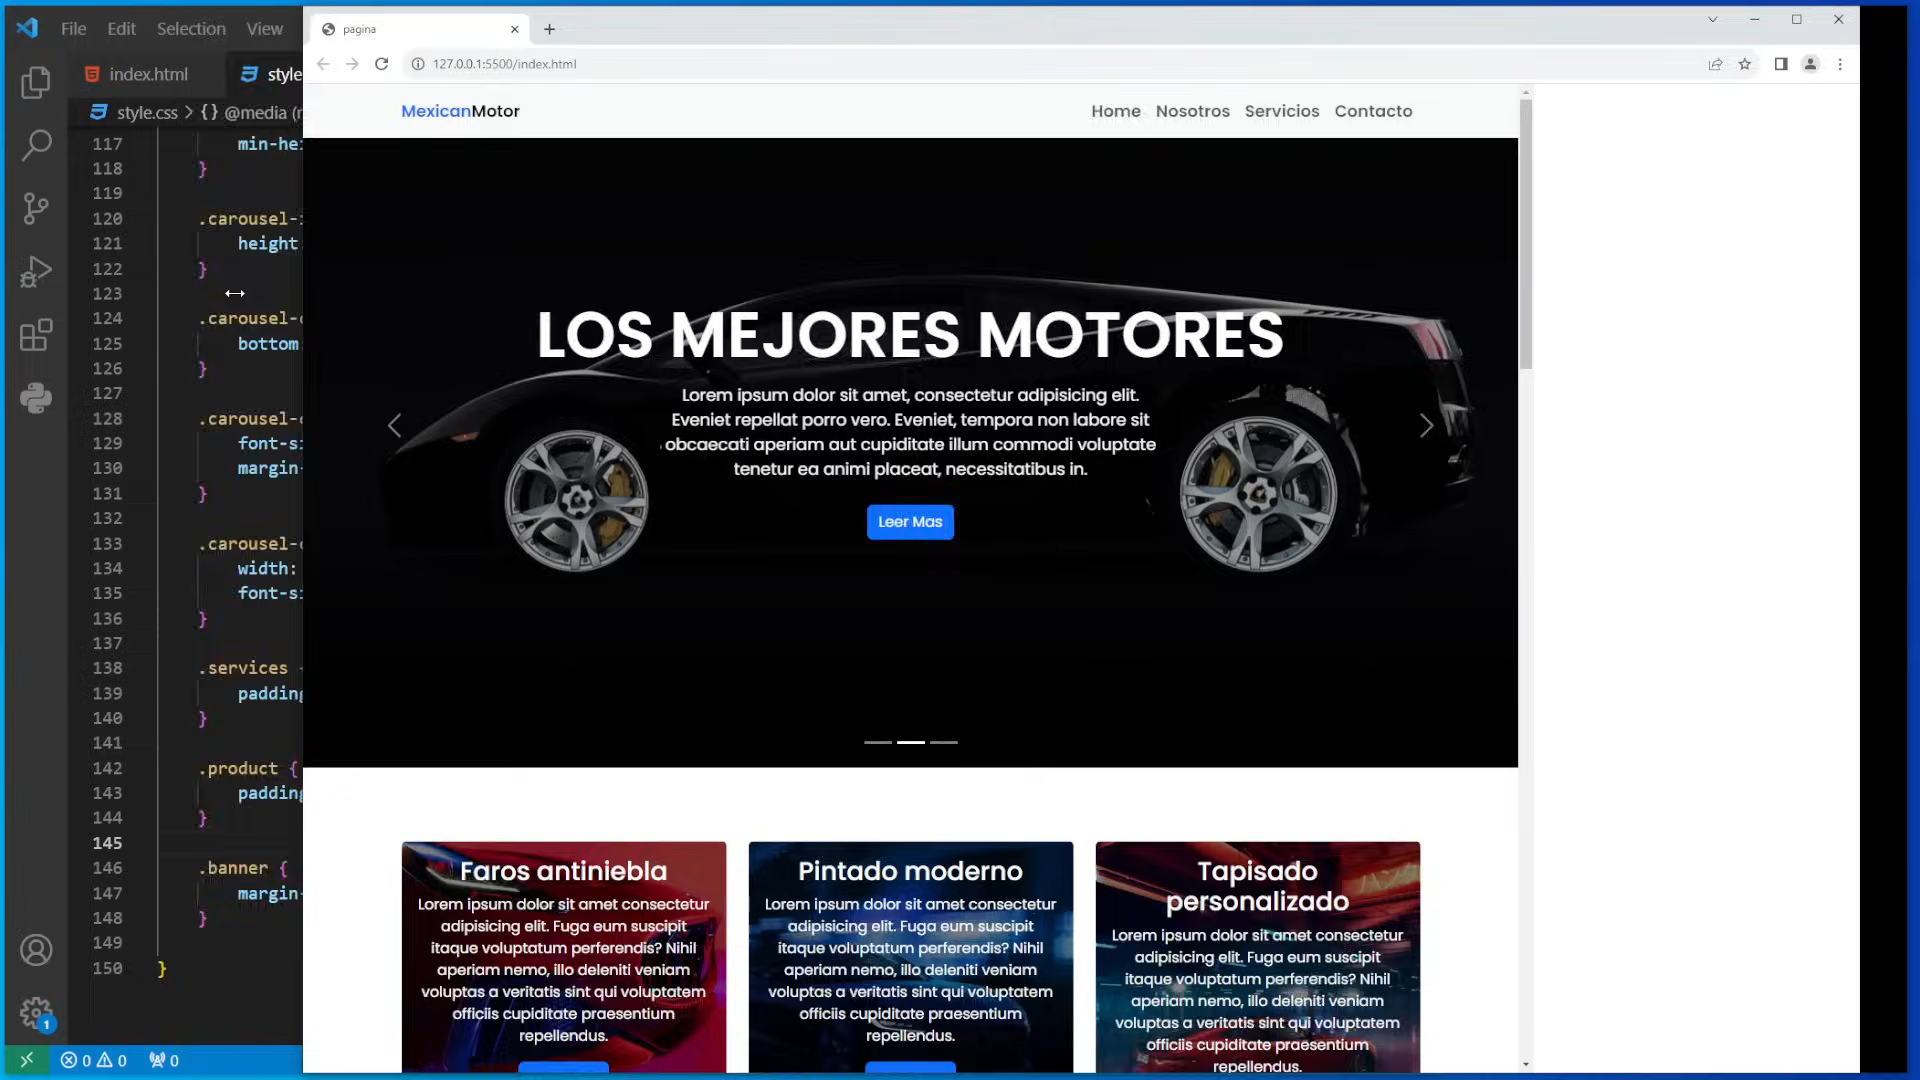 File Edit Selection View
pagina
127.0.0.1:5500/index.html
index.html
style
style.css > {} @media (
117 min-hei
118 }
119
120 .carousel-
121 height
122 }
123
124 .carousel-
125 bottom
126 }
127
128 .carousel-
129 font-si
130 margin-
131 }
132
133 .carousel-
134 width:
135 font-si
136 }
137
138 .services
139 padding
140 }
141
142 .product {
143 padding
144 }
145
146 .banner {
147 margin-
148 }
149
150 }
1
0 0 0
MexicanMotor
Home Nosotros Servicios Contacto
LOS MEJORES MOTORES
Lorem ipsum dolor sit amet, consectetur adipisicing elit.
Eveniet repellat porro vero. Eveniet, tempora non labore sit
obcaecati aperiam aut cupiditate illum commodi voluptate
tenetur ea animi placeat, necessitatibus in.
Leer Mas
Faros antiniebla
Lorem ipsum dolor sit amet consectetur
adipisicing elit. Fuga eum suscipit
itaque voluptatum perferendis? Nihil
aperiam nemo, illo deleniti veniam
voluptas a veritatis sint qui voluptatem
officiis cupiditate praesentium
repellendus.
Pintado moderno
Lorem ipsum dolor sit amet consectetur
adipisicing elit. Fuga eum suscipit
itaque voluptatum perferendis? Nihil
aperiam nemo, illo deleniti veniam
voluptas a veritatis sint qui voluptatem
officiis cupiditate praesentium
repellendus.
Tapisado
personalizado
Lorem ipsum dolor sit amet consectetur
adipisicing elit. Fuga eum suscipit
itaque voluptatum perferendis? Nihil
aperiam nemo, illo deleniti veniam
voluptas a veritatis sint qui voluptatem
officiis cupiditate praesentium
repellendus.